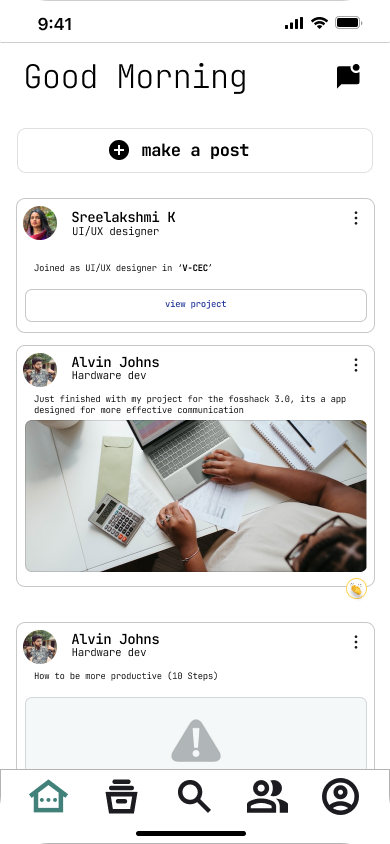 9:41
Good Morning
make a post
Sreelakshmi K
UI/UX designer
Joined as UI/UX designer in ‘V-CEC’
view project
Alvin Johns
Hardware dev
Just finished with my project for the fosshack 3.0, its a app
designed for more effective communication
Alvin Johns
Hardware dev
How to be more productive (10 Steps)